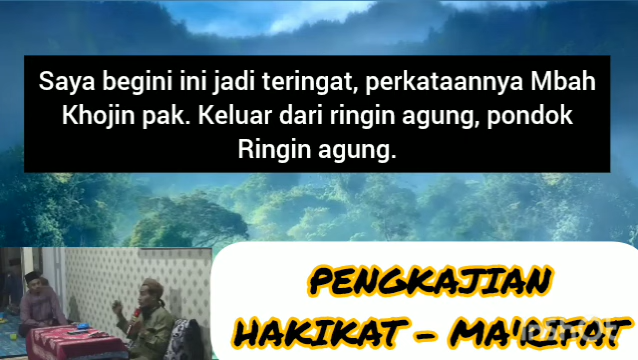 Saya begini ini jadi teringat, perkataannya Mbah
Khojin pak. Keluar dari ringin agung, pondok
Ringin agung.
PENGKAJIAN
HAKIKAT - MA'RIFAT